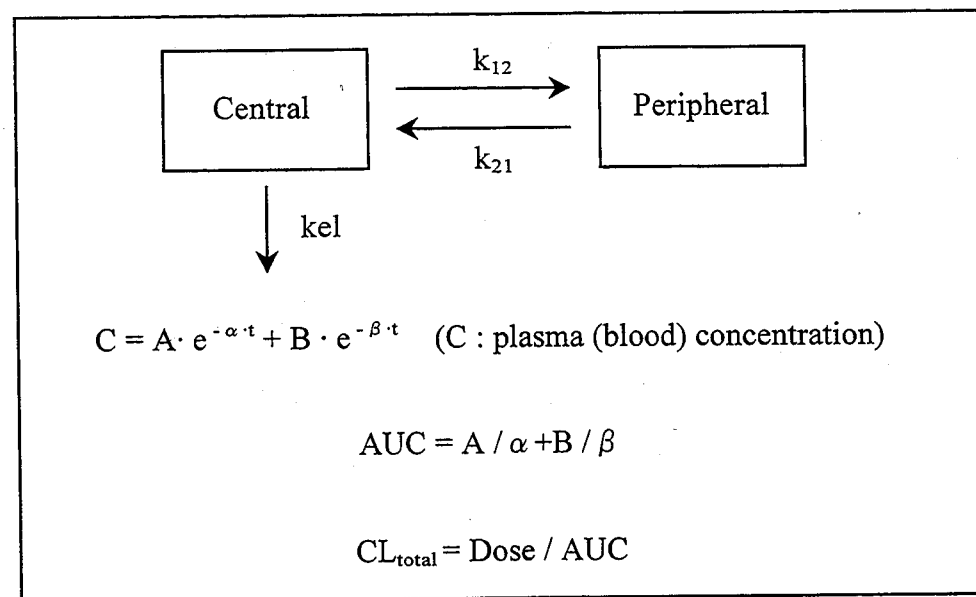 k₁₂
Central
Peripheral
k₂₁
kel
C = A· e⁻ᵅ·ᵗ + B · e⁻ᵝ·ᵗ (C : plasma (blood) concentration)
AUC = A / α +B / β
CLₜₒₜₐₗ = Dose / AUC